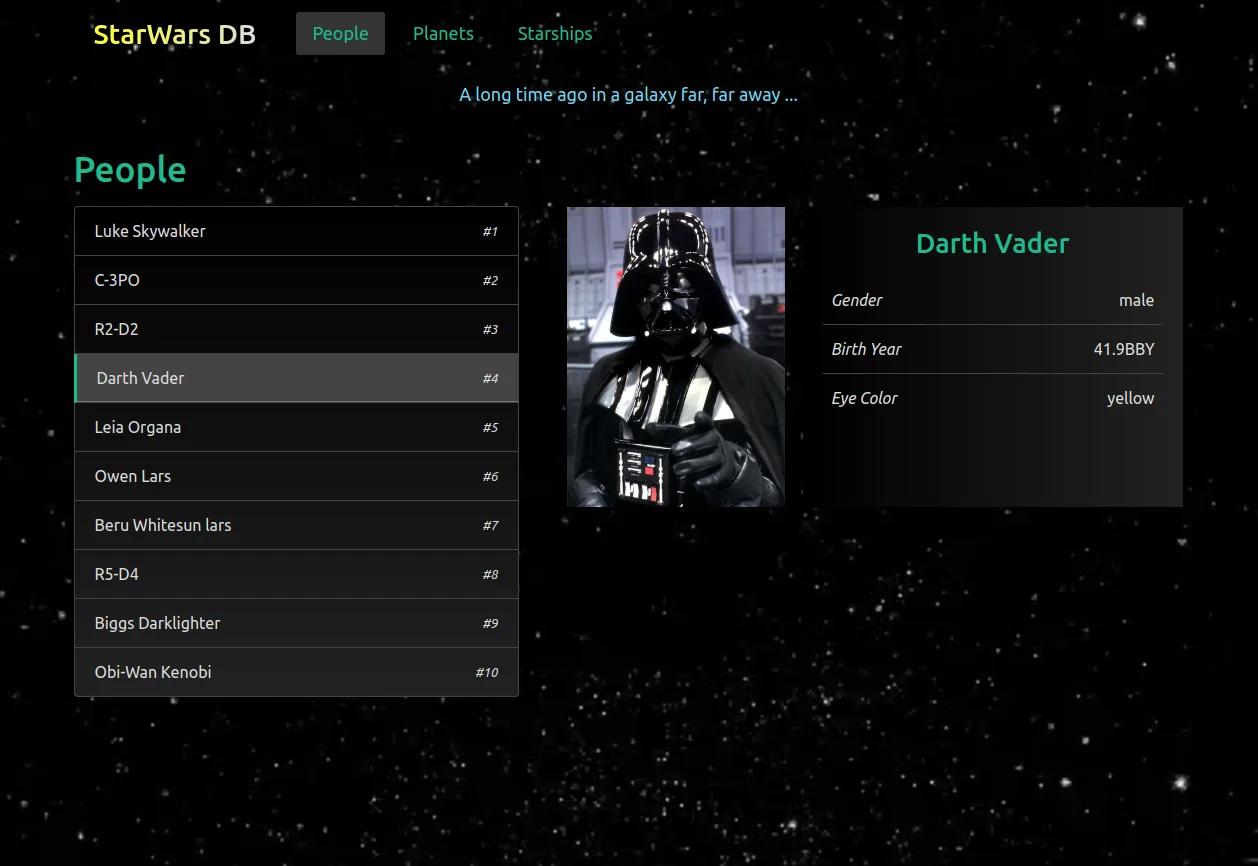 StarWars DB People Planets Starships
A long time ago in a galaxy far, far away ...
People
Luke Skywalker #1
C-3PO #2
R2-D2 #3
Darth Vader #4
Leia Organa #5
Owen Lars #6
Beru Whitesun lars #7
R5-D4 #8
Biggs Darklighter #9
Obi-Wan Kenobi #10
Darth Vader
Gender male
Birth Year 41.9BBY
Eye Color yellow